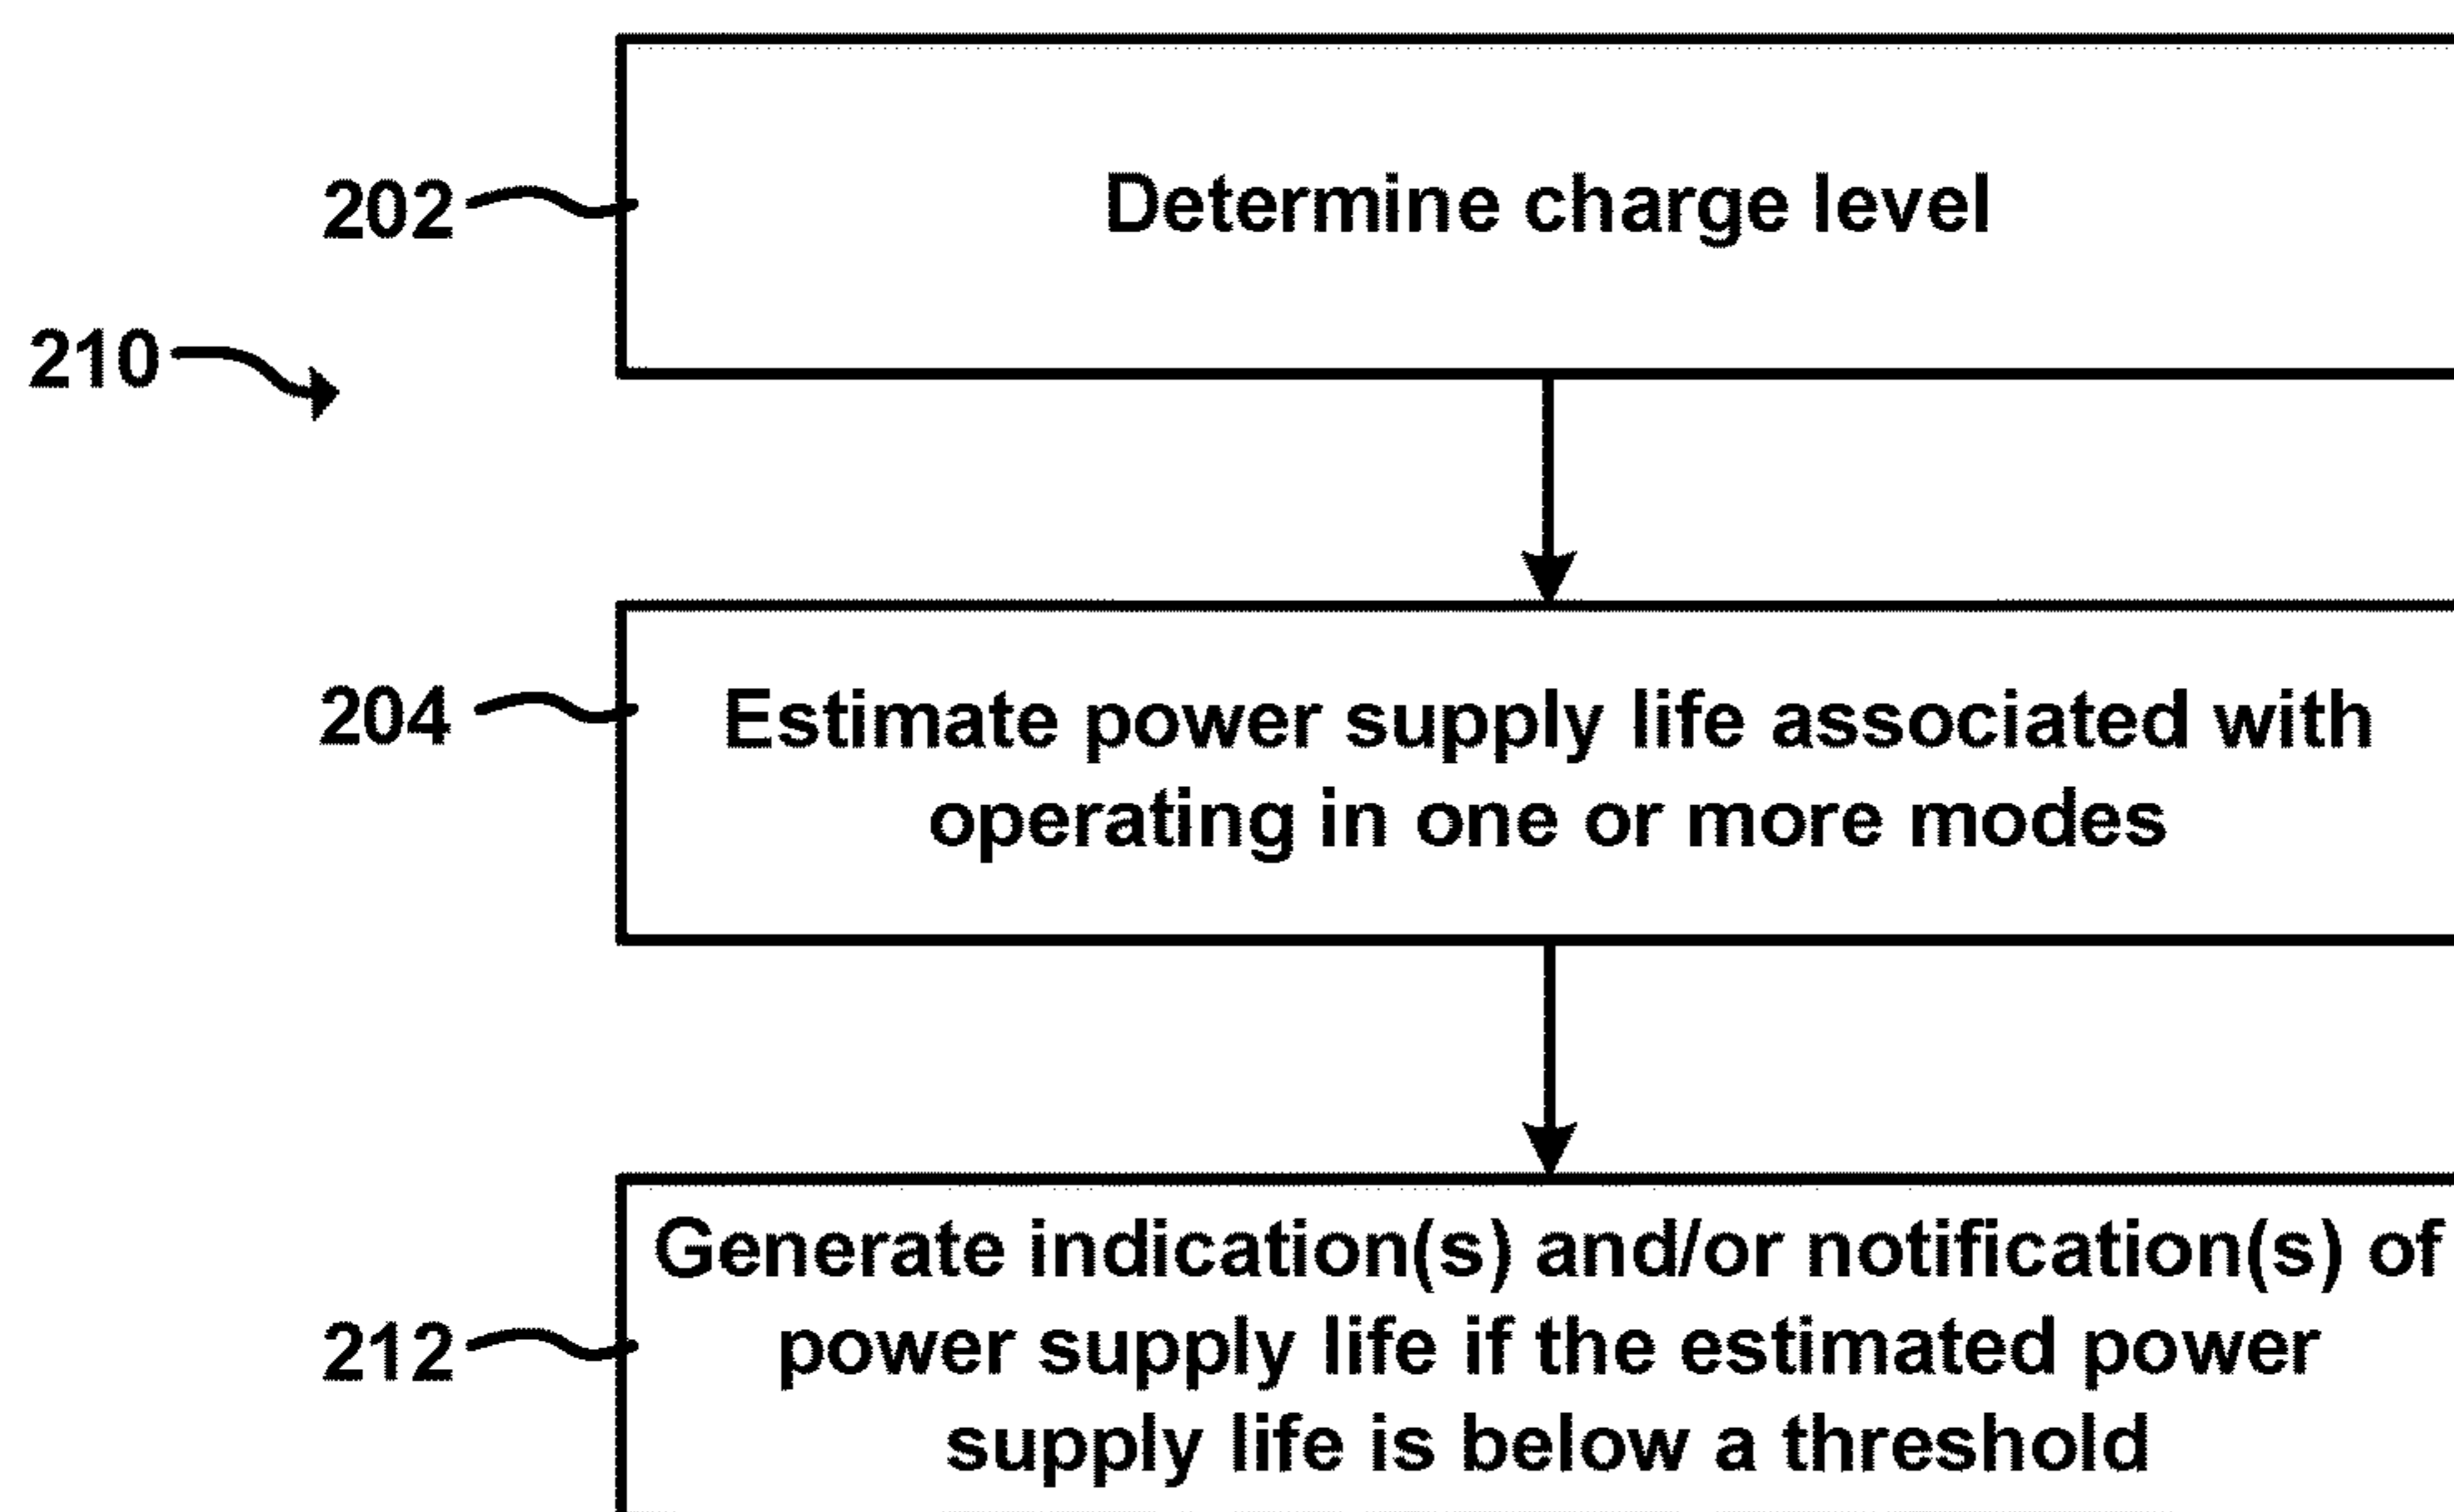 202
Determine charge level
210
204
Estimate power supply life associated with
operating in one or more modes
Generate indication(s) and/or notification(s) of
212
power supply life if the estimated power
supply life is below a threshold